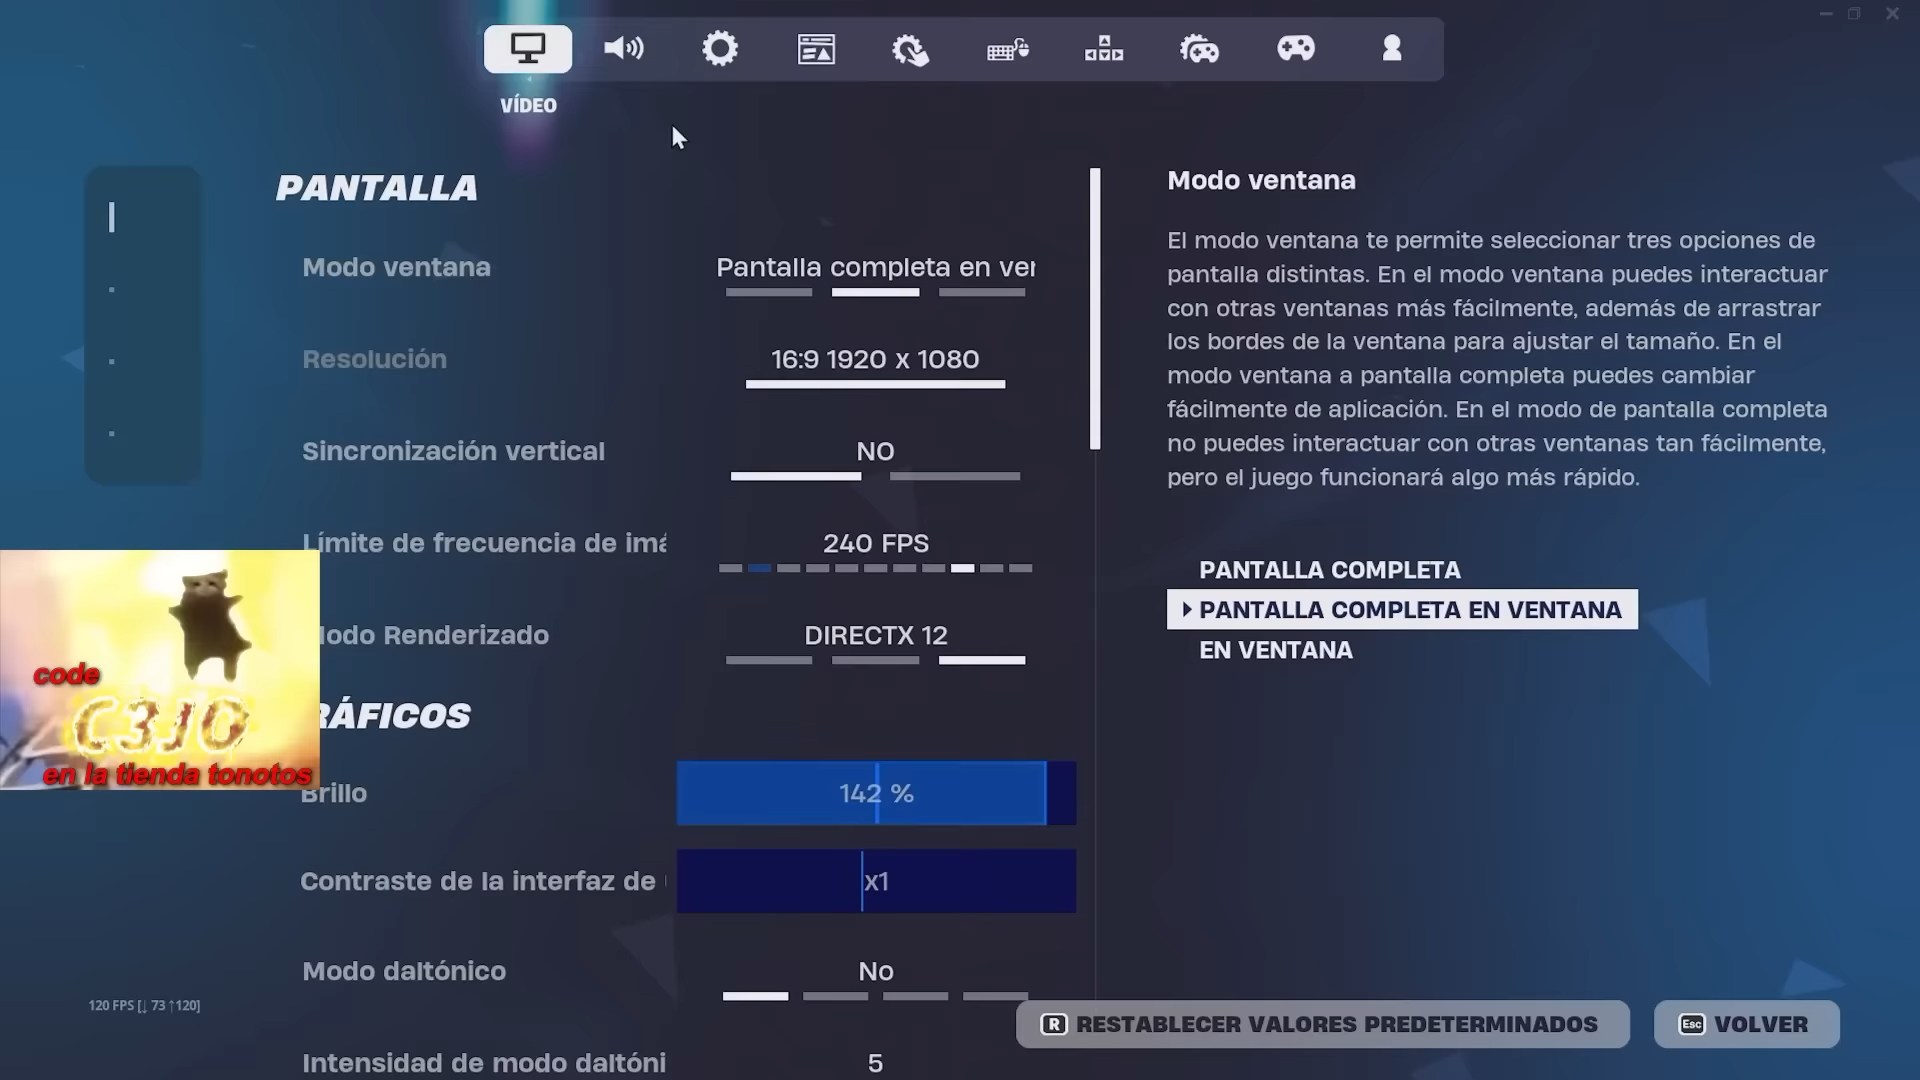 VÍDEO
PANTALLA
Modo ventana
Pantalla completa en ver
Resolución
16:9 1920 x 1080
Sincronización vertical
NO
Límite de frecuencia de imá
240 FPS
Modo Renderizado
DIRECTX 12
RÁFICOS
Brillo
142 %
Contraste de la interfaz de
x1
Modo daltónico
No
Intensidad de modo daltóni
5
Modo ventana
El modo ventana te permite seleccionar tres opciones de
pantalla distintas. En el modo ventana puedes interactuar
con otras ventanas más fácilmente, además de arrastrar
los bordes de la ventana para ajustar el tamaño. En el
modo ventana a pantalla completa puedes cambiar
fácilmente de aplicación. En el modo de pantalla completa
no puedes interactuar con otras ventanas tan fácilmente,
pero el juego funcionará algo más rápido.
PANTALLA COMPLETA
PANTALLA COMPLETA EN VENTANA
EN VENTANA
code
C3JO
en la tienda tonotos
120 FPS [↓ 73 ↑120]
R RESTABLECER VALORES PREDETERMINADOS
Esc VOLVER